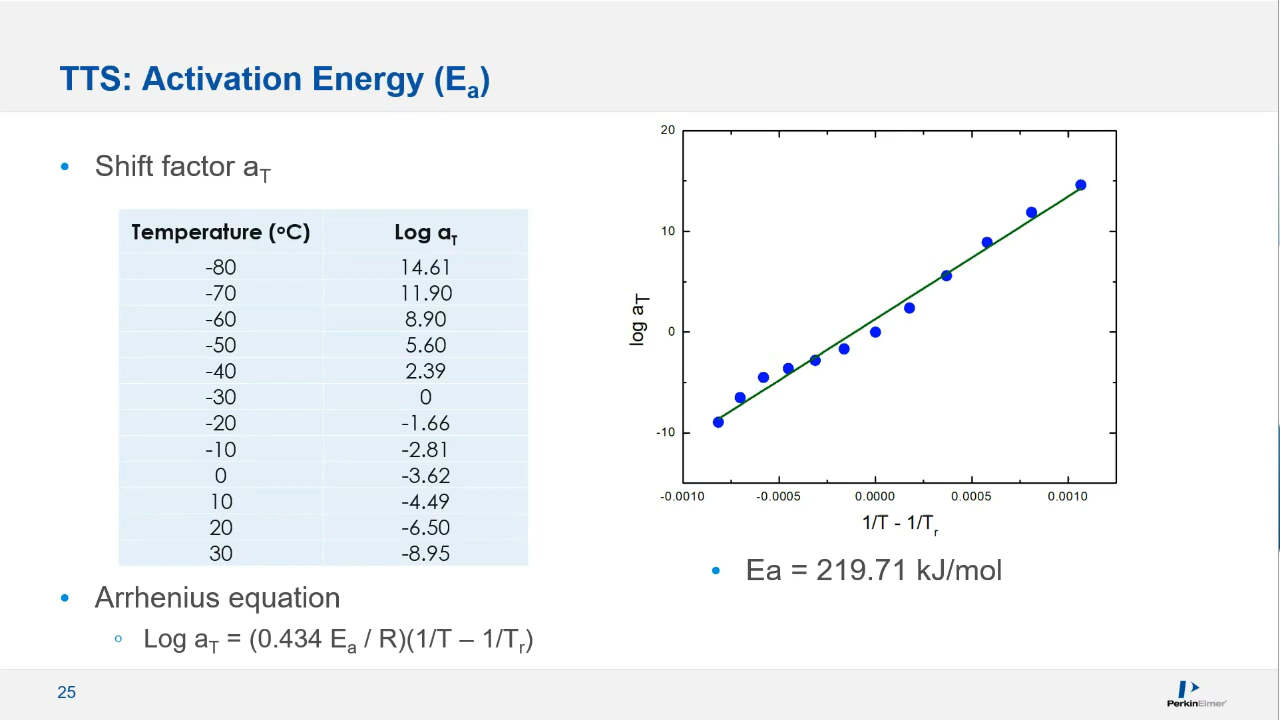 TTS: Activation Energy (Ea)
• Shift factor aT
Temperature (oC) Log aT
-80 14.61
-70 11.90
-60 8.90
-50 5.60
-40 2.39
-30 0
-20 -1.66
-10 -2.81
0 -3.62
10 -4.49
20 -6.50
30 -8.95
• Arrhenius equation
◦ Log aT = (0.434 Ea / R)(1/T – 1/Tr)
20
10
0
-10
log aT
-0.0010 -0.0005 0.0000 0.0005 0.0010
1/T - 1/Tr
• Ea = 219.71 kJ/mol
25
PerkinElmer